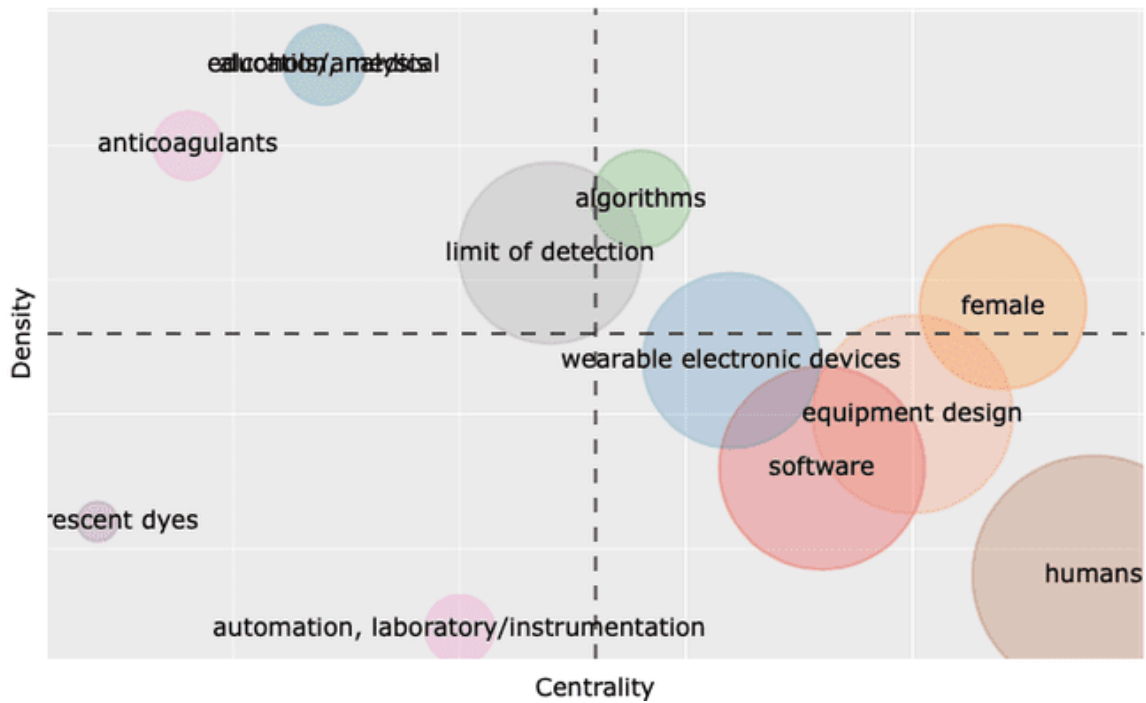 anticoagulants
algorithms
limit of detection
female
wearable electronic devices
equipment design
software
rescent dyes
humans
automation, laboratory/instrumentation
Density
Centrality